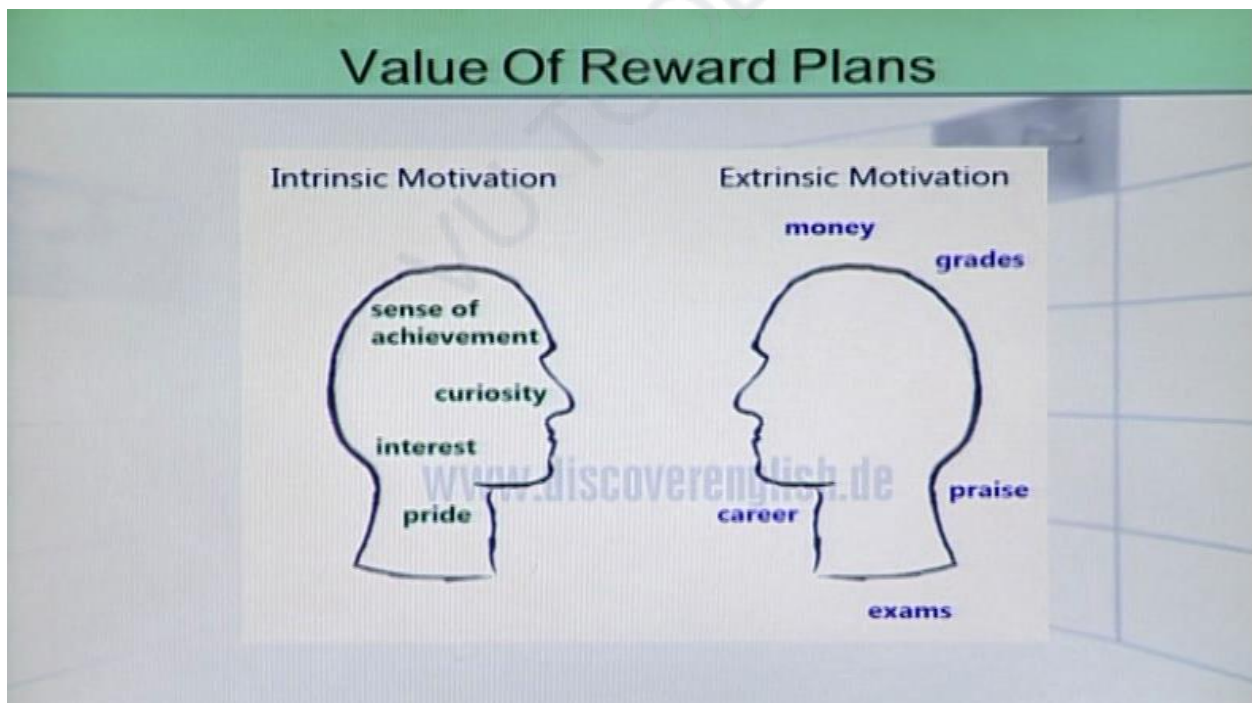 Value Of Reward Plans
Intrinsic Motivation
Extrinsic Motivation
sense of
achievement
curiosity
interest
pride
money
grades
praise
career
exams
www.discoverenglish.de